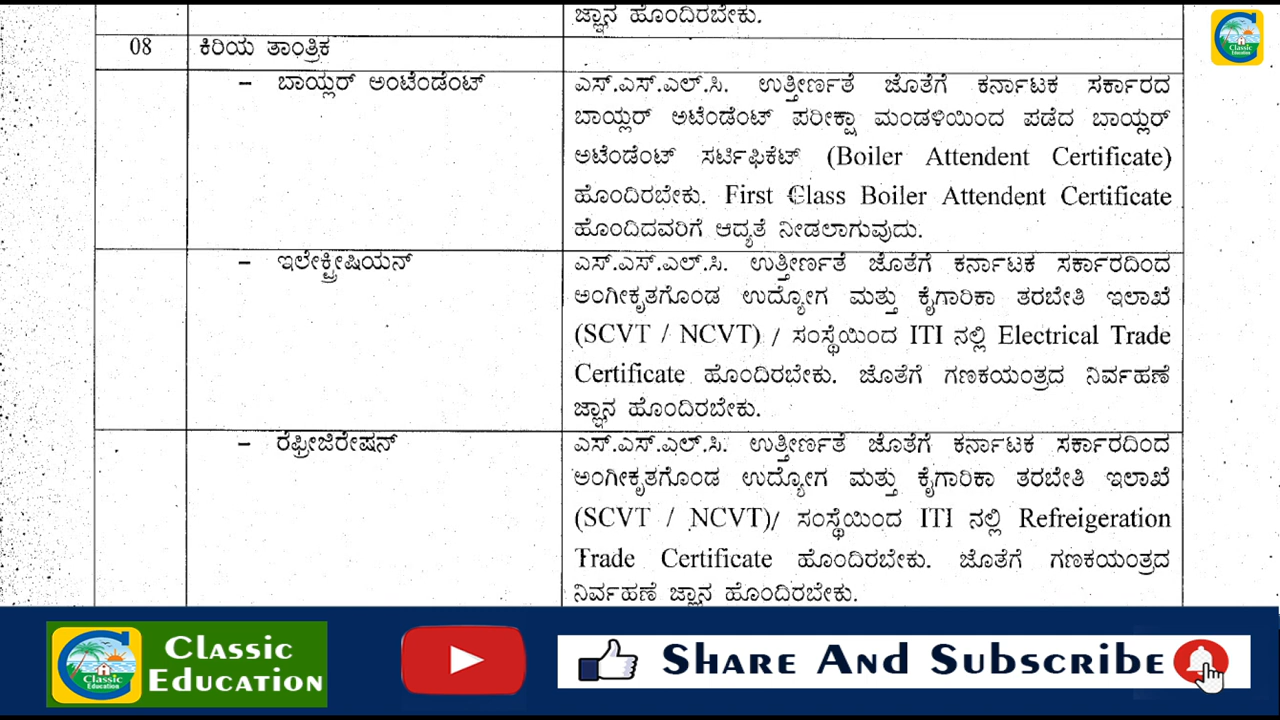 ಜ್ಞಾನ ಹೊಂದಿರಬೇಕು.
Classic
Education
08 ಕಿರಿಯ ತಾಂತ್ರಿಕ
– ಬಾಯ್ಲರ್ ಅಂಟೆಂಡೆಂಟ್
ಎಸ್.ಎಸ್.ಎಲ್.ಸಿ. ಉತ್ತೀರ್ಣತೆ ಜೊತೆಗೆ ಕರ್ನಾಟಕ ಸರ್ಕಾರದ
ಬಾಯ್ಲರ್ ಅಟೆಂಡೆಂಟ್ ಪರೀಕ್ಷಾ ಮಂಡಳಿಯಿಂದ ಪಡೆದ ಬಾಯ್ಲರ್
ಅಟೆಂಡೆಂಟ್ ಸರ್ಟಿಫಿಕೆಟ್ (Boiler Attendent Certificate)
ಹೊಂದಿರಬೇಕು. First Class Boiler Attendent Certificate
ಹೊಂದಿದವರಿಗೆ ಆದ್ಯತೆ ನೀಡಲಾಗುವುದು.
– ಇಲೇಕ್ಟ್ರೀಷಿಯನ್
ಎಸ್.ಎಸ್.ಎಲ್.ಸಿ. ಉತ್ತೀರ್ಣತೆ ಜೊತೆಗೆ ಕರ್ನಾಟಕ ಸರ್ಕಾರದಿಂದ
ಅಂಗೀಕೃತಗೊಂಡ ಉದ್ಯೋಗ ಮತ್ತು ಕೈಗಾರಿಕಾ ತರಬೇತಿ ಇಲಾಖೆ
(SCVT / NCVT) / ಸಂಸ್ಥೆಯಿಂದ ITI ನಲ್ಲಿ Electrical Trade
Certificate ಹೊಂದಿರಬೇಕು. ಜೊತೆಗೆ ಗಣಕಯಂತ್ರದ ನಿರ್ವಹಣೆ
ಜ್ಞಾನ ಹೊಂದಿರಬೇಕು.
– ರೆಫ್ರೀಜಿರೇಷನ್
ಎಸ್.ಎಸ್.ಎಲ್.ಸಿ. ಉತ್ತೀರ್ಣತೆ ಜೊತೆಗೆ ಕರ್ನಾಟಕ ಸರ್ಕಾರದಿಂದ
ಅಂಗೀಕೃತಗೊಂಡ ಉದ್ಯೋಗ ಮತ್ತು ಕೈಗಾರಿಕಾ ತರಬೇತಿ ಇಲಾಖೆ
(SCVT / NCVT)/ ಸಂಸ್ಥೆಯಿಂದ ITI ನಲ್ಲಿ Refreigeration
Trade Certificate ಹೊಂದಿರಬೇಕು. ಜೊತೆಗೆ ಗಣಕಯಂತ್ರದ
ನಿರ್ವಹಣೆ ಜ್ಞಾನ ಹೊಂದಿರಬೇಕು.
Classic
Education
Classic
Education
Share And Subscribe